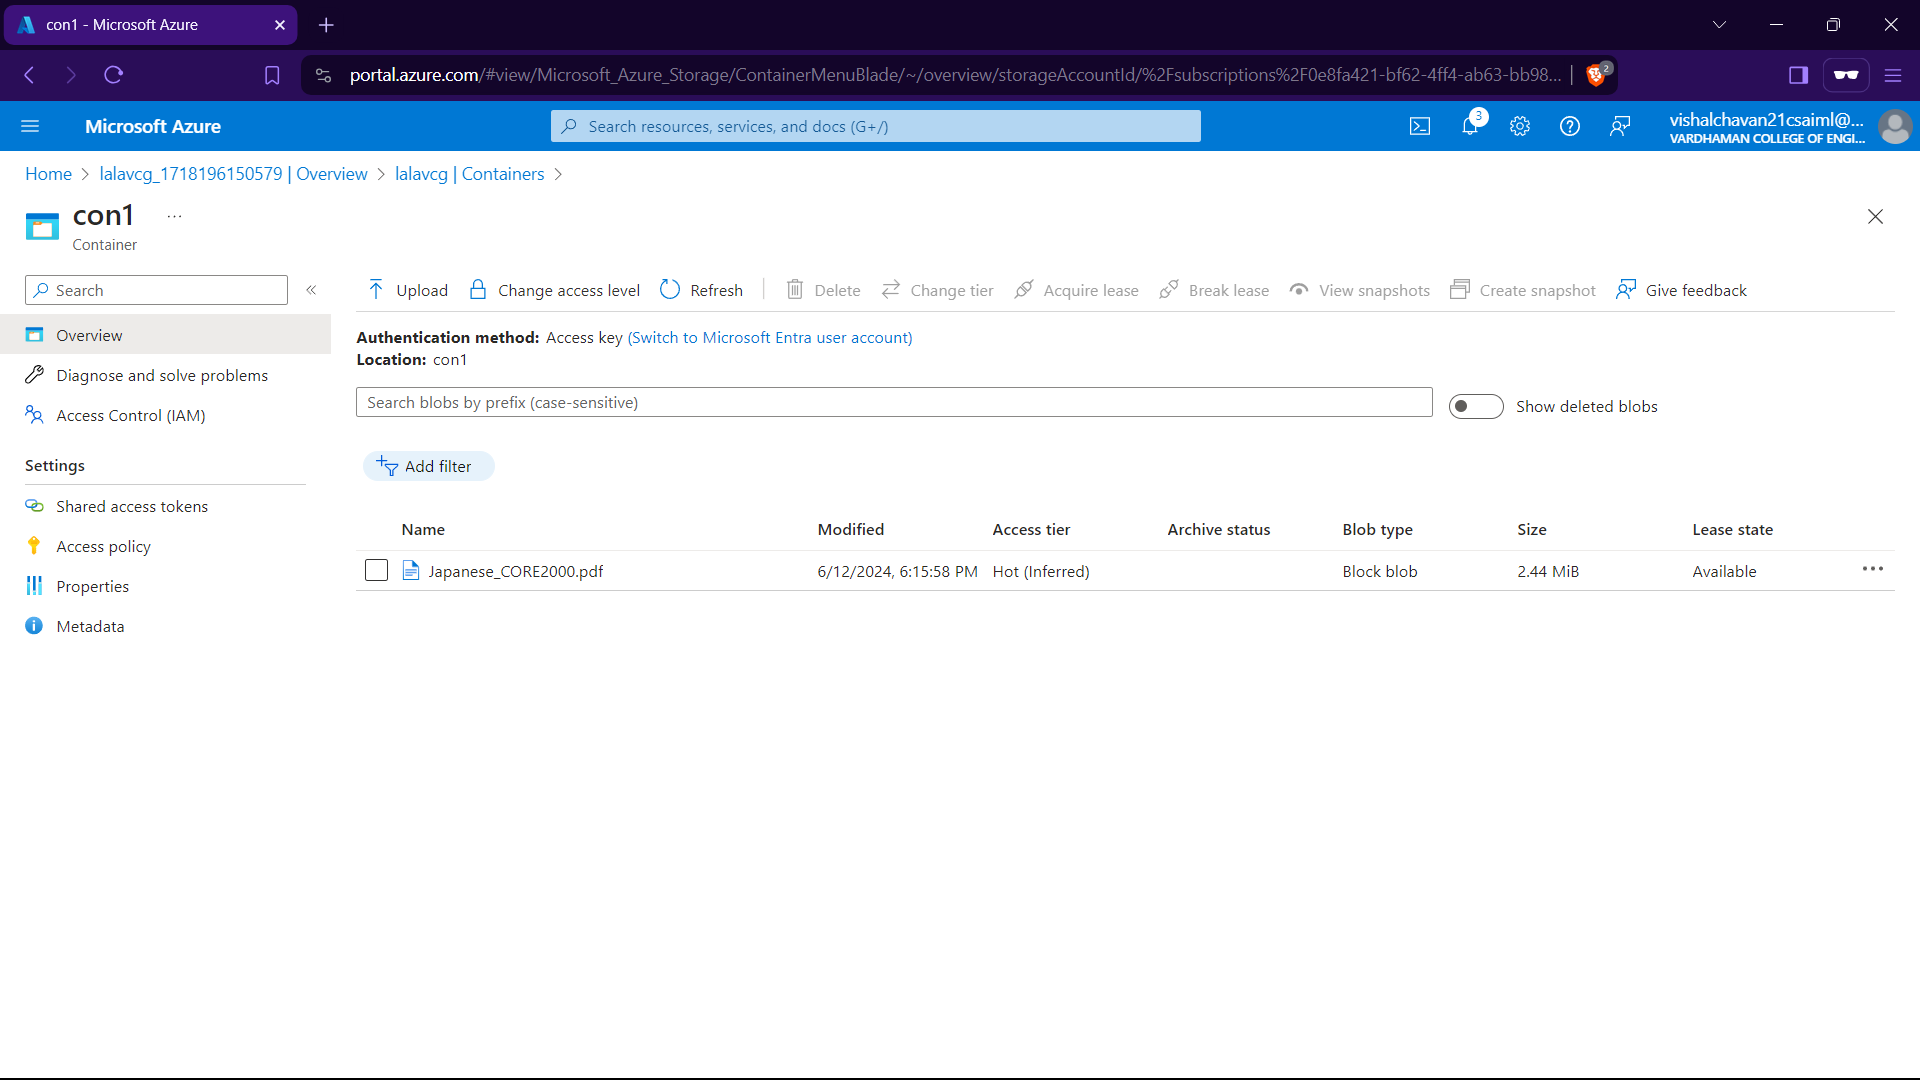 con1 - Microsoft Azure
portal.azure.com/#view/Microsoft_Azure_Storage/ContainerMenuBlade/~/overview/storageAccountId/%2Fsubscriptions%2F0e8fa421-bf62-4ff4-ab63-bb98...
2
Microsoft Azure
Search resources, services, and docs (G+/)
3
vishalchavan21csaiml@...
VARDHAMAN COLLEGE OF ENGI...
Home > lalavcg_1718196150579 | Overview > lalavcg | Containers >
con1 ...
Container
Search
Overview
Diagnose and solve problems
Access Control (IAM)
Settings
Shared access tokens
Access policy
Properties
Metadata
Upload Change access level Refresh Delete Change tier Acquire lease Break lease View snapshots Create snapshot Give feedback
Authentication method: Access key (Switch to Microsoft Entra user account)
Location: con1
Search blobs by prefix (case-sensitive)
Show deleted blobs
Add filter
Name Modified Access tier Archive status Blob type Size Lease state
Japanese_CORE2000.pdf 6/12/2024, 6:15:58 PM Hot (Inferred) Block blob 2.44 MiB Available ...